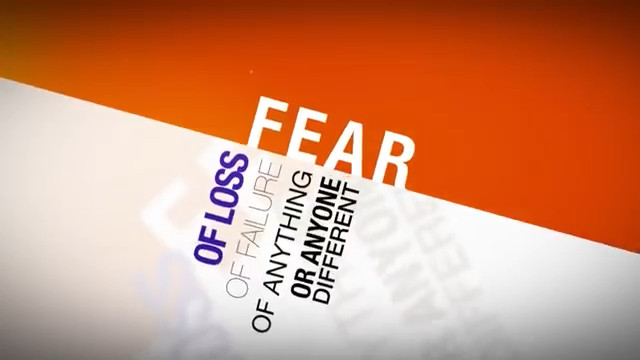 FEAR
OF LOSS
OF FAILURE
OF ANYTHING
OR ANYONE
DIFFERENT